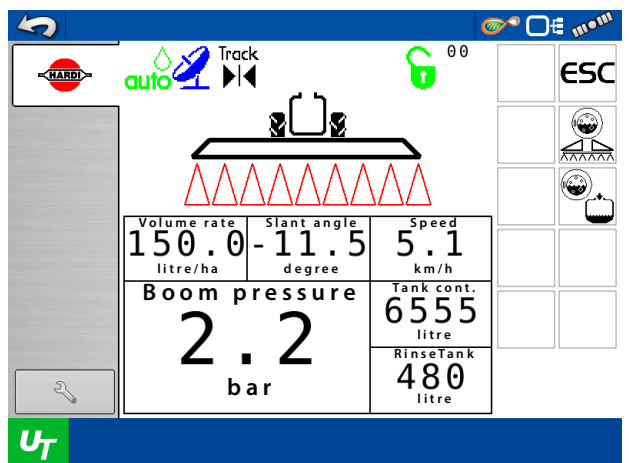 HARDI
auto
Track
00
ESC
Volume rate
150.0
litre/ha
Slant angle
-11.5
degree
Speed
5.1
km/h
Boom pressure
2.2
bar
Tank cont.
6555
litre
RinseTank
480
litre
UT